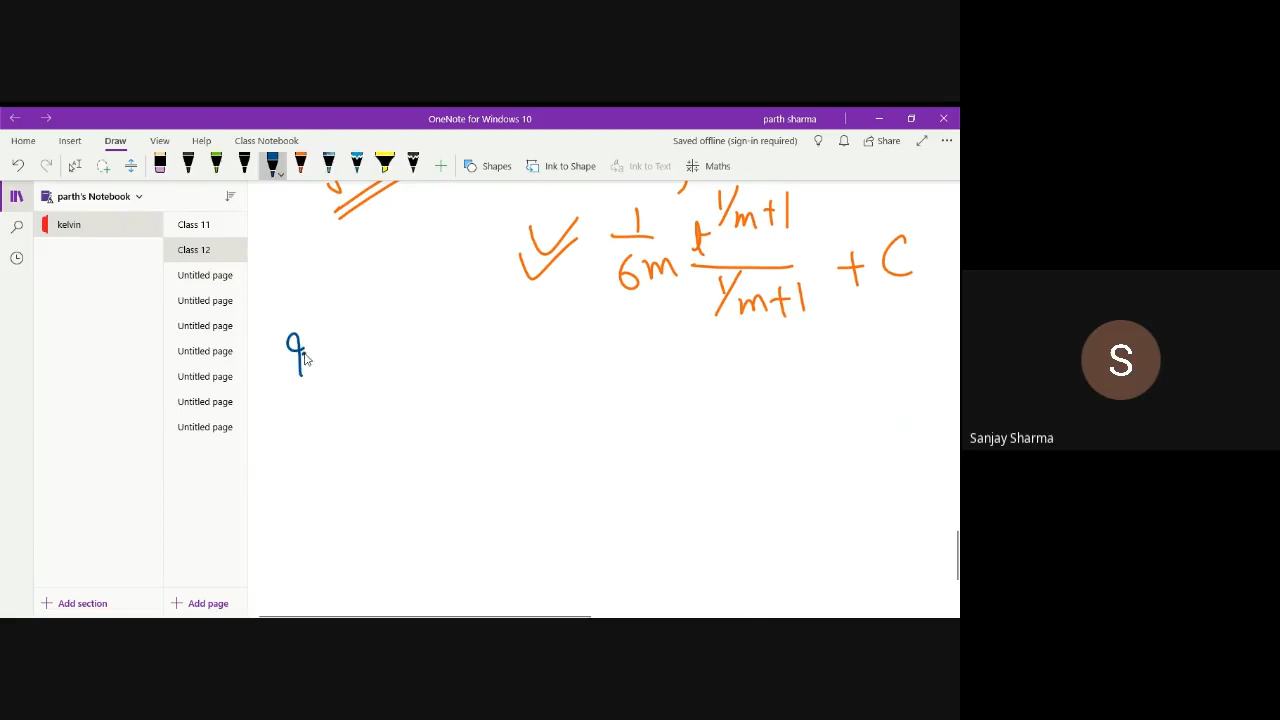 OneNote for Windows 10
parth sharma
Home Insert Draw View Help Class Notebook
Saved offline (sign-in required) Share
Shapes Ink to Shape Ink to Text Maths
parth's Notebook
kelvin
Class 11
Class 12
Untitled page
Untitled page
Untitled page
Untitled page
Untitled page
Untitled page
Untitled page
Add section
Add page
1/6m t^(1/m+1)/(1/m+1) + C
S
Sanjay Sharma